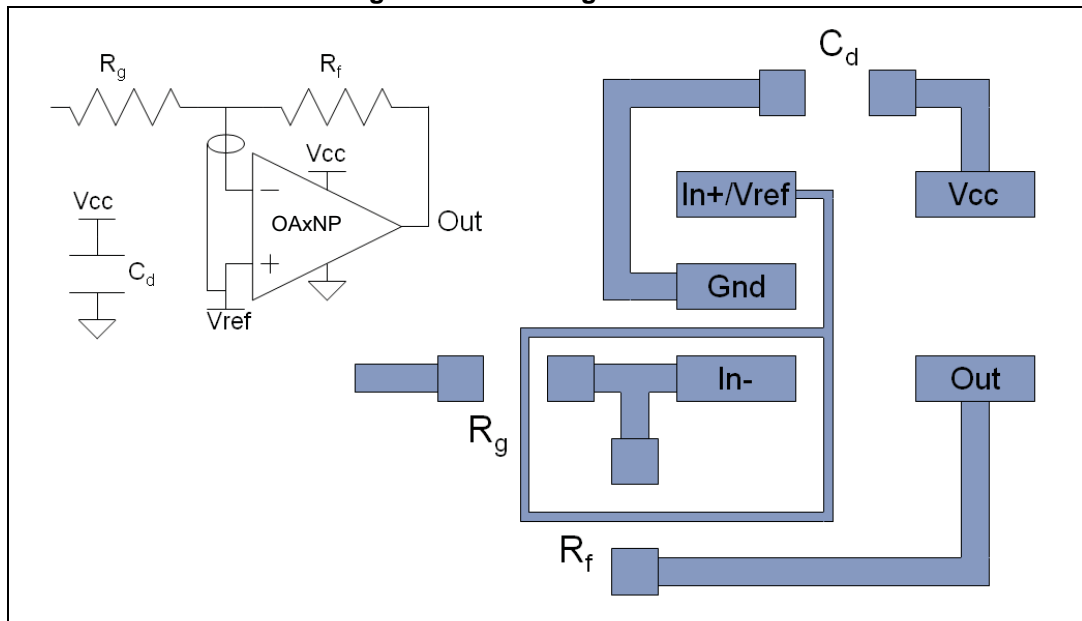 Rg
Rf
Vcc
−
OAxNP
Out
+
Vref
Vcc
Cd
Cd
In+/Vref
Vcc
Gnd
In-
Out
Rg
Rf